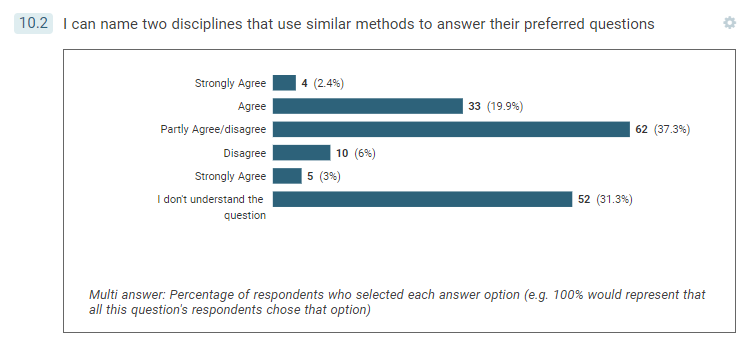 10.2 I can name two disciplines that use similar methods to answer their preferred questions
Strongly Agree 4 (2.4%)
Agree 33 (19.9%)
Partly Agree/disagree 62 (37.3%)
Disagree 10 (6%)
Strongly Agree 5 (3%)
I don't understand the 52 (31.3%)
question
Multi answer: Percentage of respondents who selected each answer option (e.g. 100% would represent that
all this question's respondents chose that option)